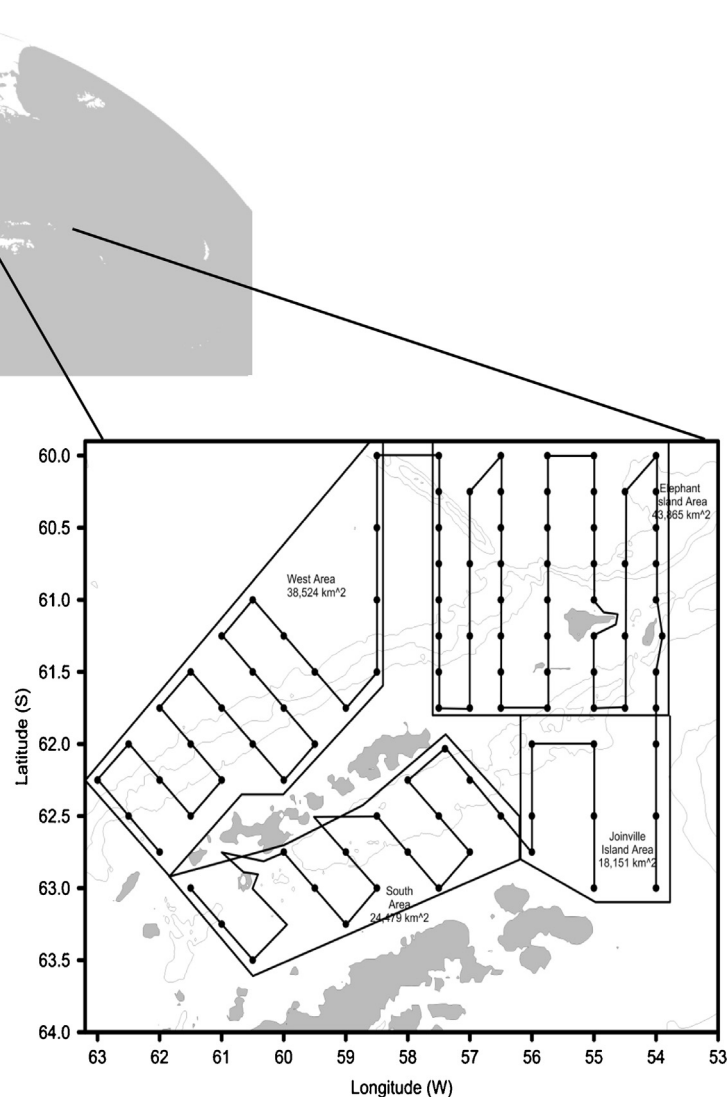 60.0
60.5
61.0
61.5
62.0
62.5
63.0
63.5
64.0
Latitude (S)
Elephant
Island Area
43,865 km^2
West Area
38,524 km^2
Joinville
Island Area
18,151 km^2
South
Area
24,479 km^2
63 62 61 60 59 58 57 56 55 54 53
Longitude (W)